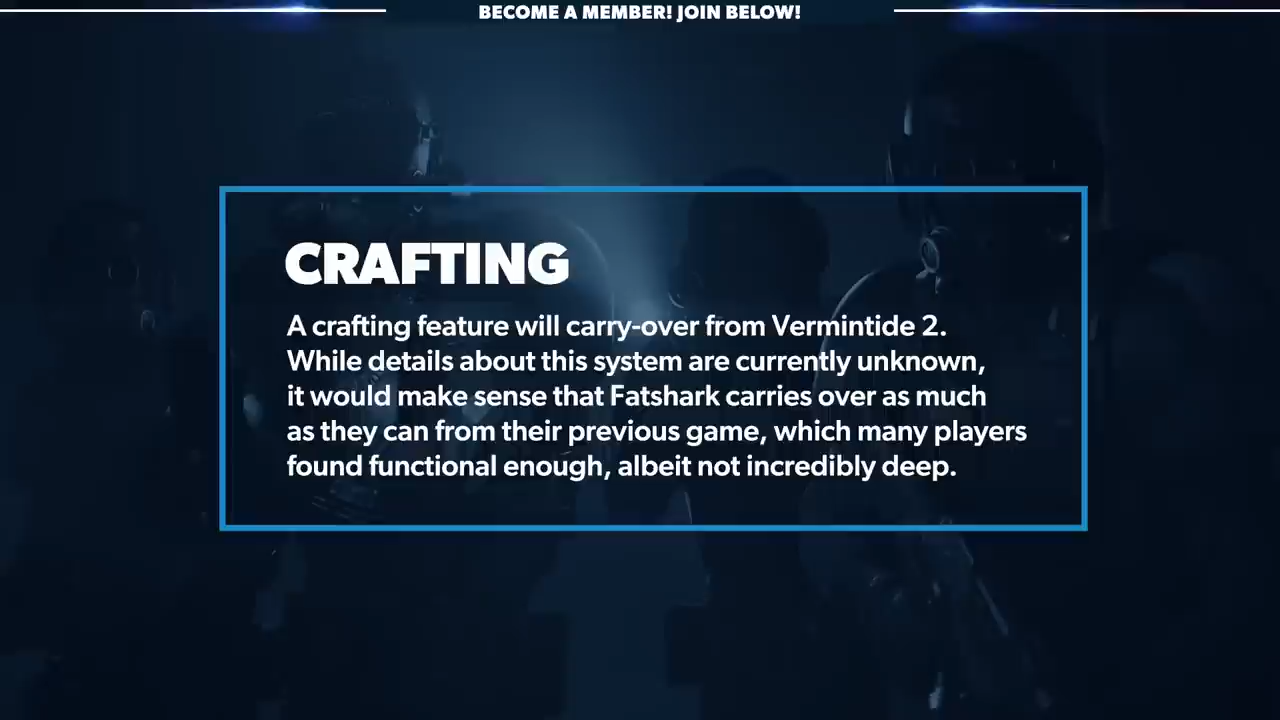 BECOME A MEMBER! JOIN BELOW!
CRAFTING
A crafting feature will carry-over from Vermintide 2.
While details about this system are currently unknown,
it would make sense that Fatshark carries over as much
as they can from their previous game, which many players
found functional enough, albeit not incredibly deep.